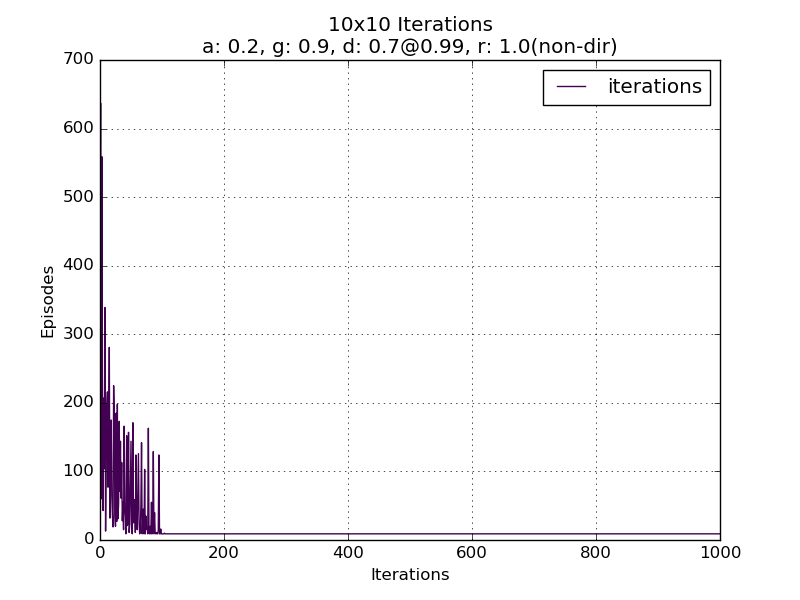 10x10 Iterations
a: 0.2, g: 0.9, d: 0.7@0.99, r: 1.0(non-dir)
iterations
700
600
500
400
300
200
100
0
Episodes
0 200 400 600 800 1000
Iterations